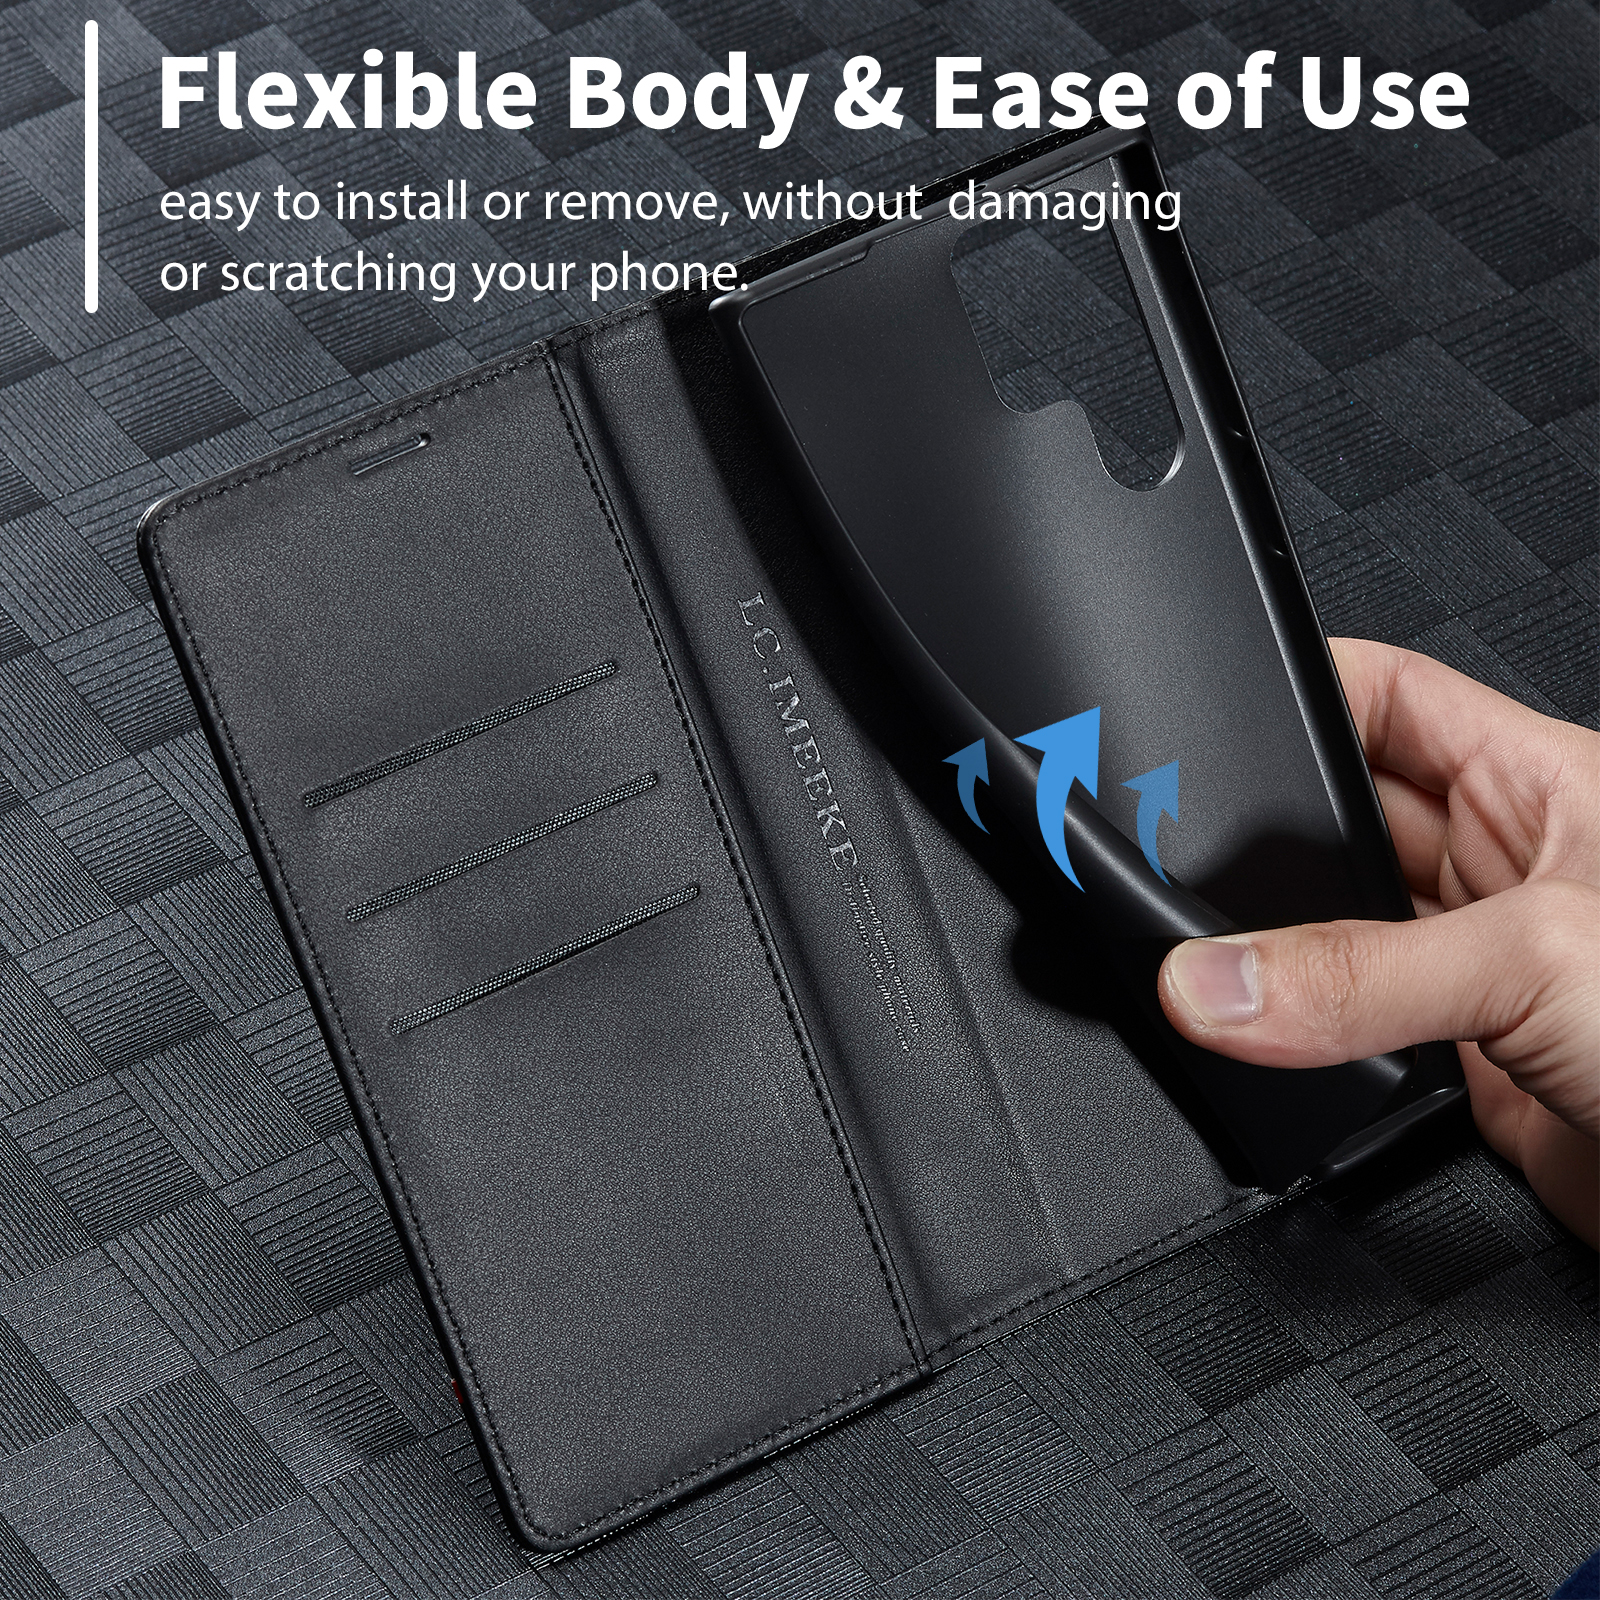 Flexible Body & Ease of Use
easy to install or remove, without damaging
or scratching your phone.
LC.IMEEKE